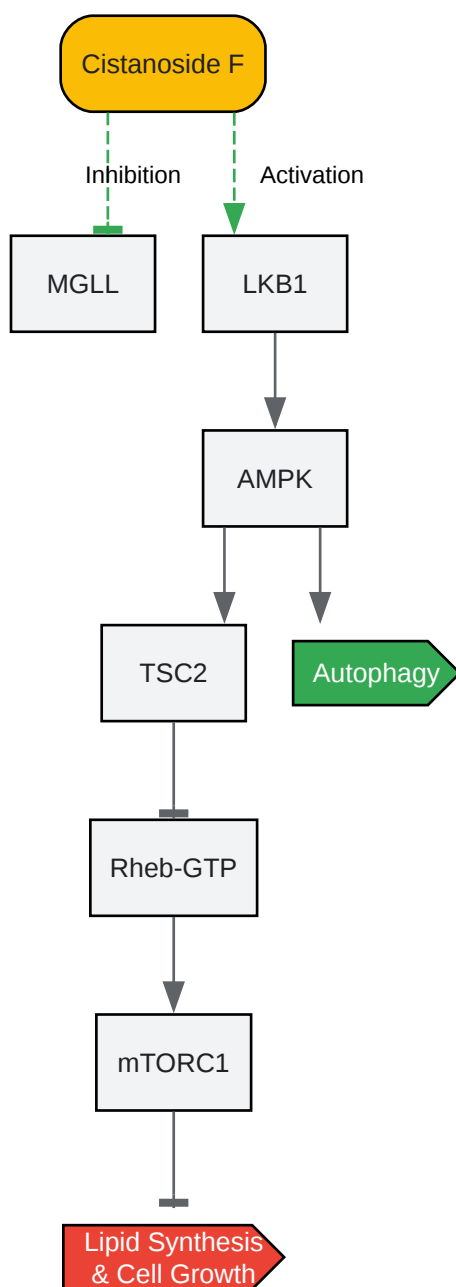 Cistanoside F
Inhibition
Activation
MGLL
LKB1
AMPK
TSC2
Autophagy
Rheb-GTP
mTORC1
Lipid Synthesis
& Cell Growth